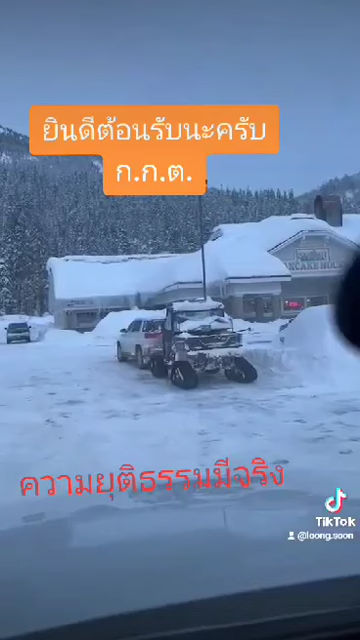 ยินดีต้อนรับนะครับ
ก.ก.ต.
ความยุติธรรมมีจริง
TikTok
@loong.soon